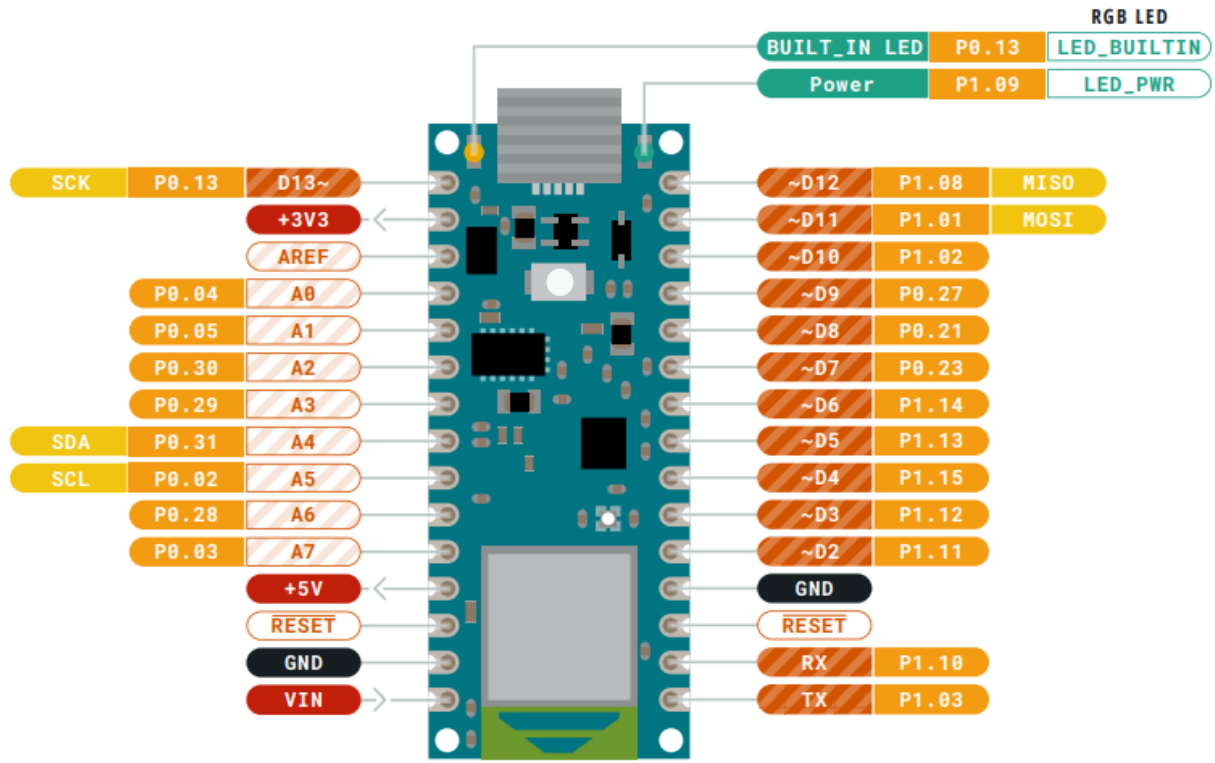 RGB LED
BUILT_IN LED P0.13 LED_BUILTIN
Power P1.09 LED_PWR
SCK P0.13 D13~ ~D12 P1.08 MISO
+3V3 ~D11 P1.01 MOSI
AREF ~D10 P1.02
P0.04 A0 ~D9 P0.27
P0.05 A1 ~D8 P0.21
P0.30 A2 ~D7 P0.23
P0.29 A3 ~D6 P1.14
SDA P0.31 A4 ~D5 P1.13
SCL P0.02 A5 ~D4 P1.15
P0.28 A6 ~D3 P1.12
P0.03 A7 ~D2 P1.11
+5V GND
RESET RESET
GND RX P1.10
VIN TX P1.03